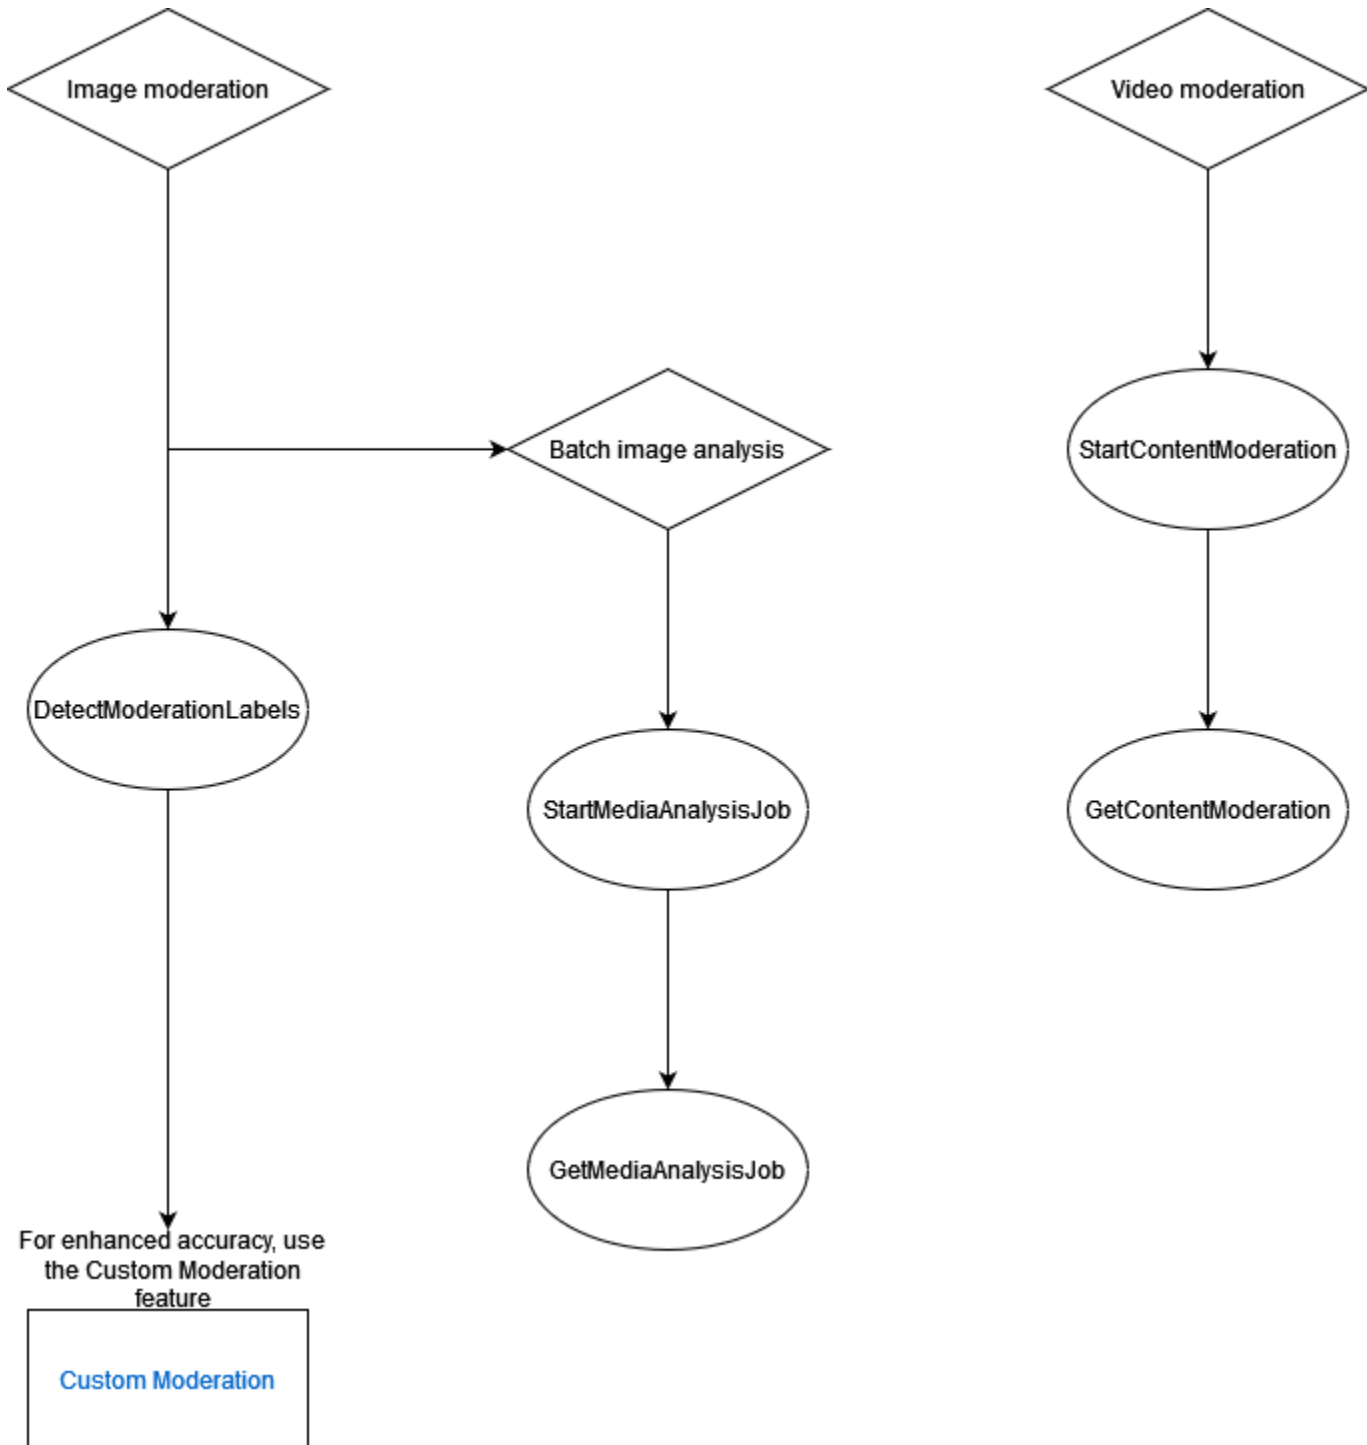 Image moderation
Video moderation
Batch image analysis
StartContentModeration
DetectModerationLabels
StartMediaAnalysisJob
GetContentModeration
GetMediaAnalysisJob
For enhanced accuracy, use
the Custom Moderation
feature
Custom Moderation